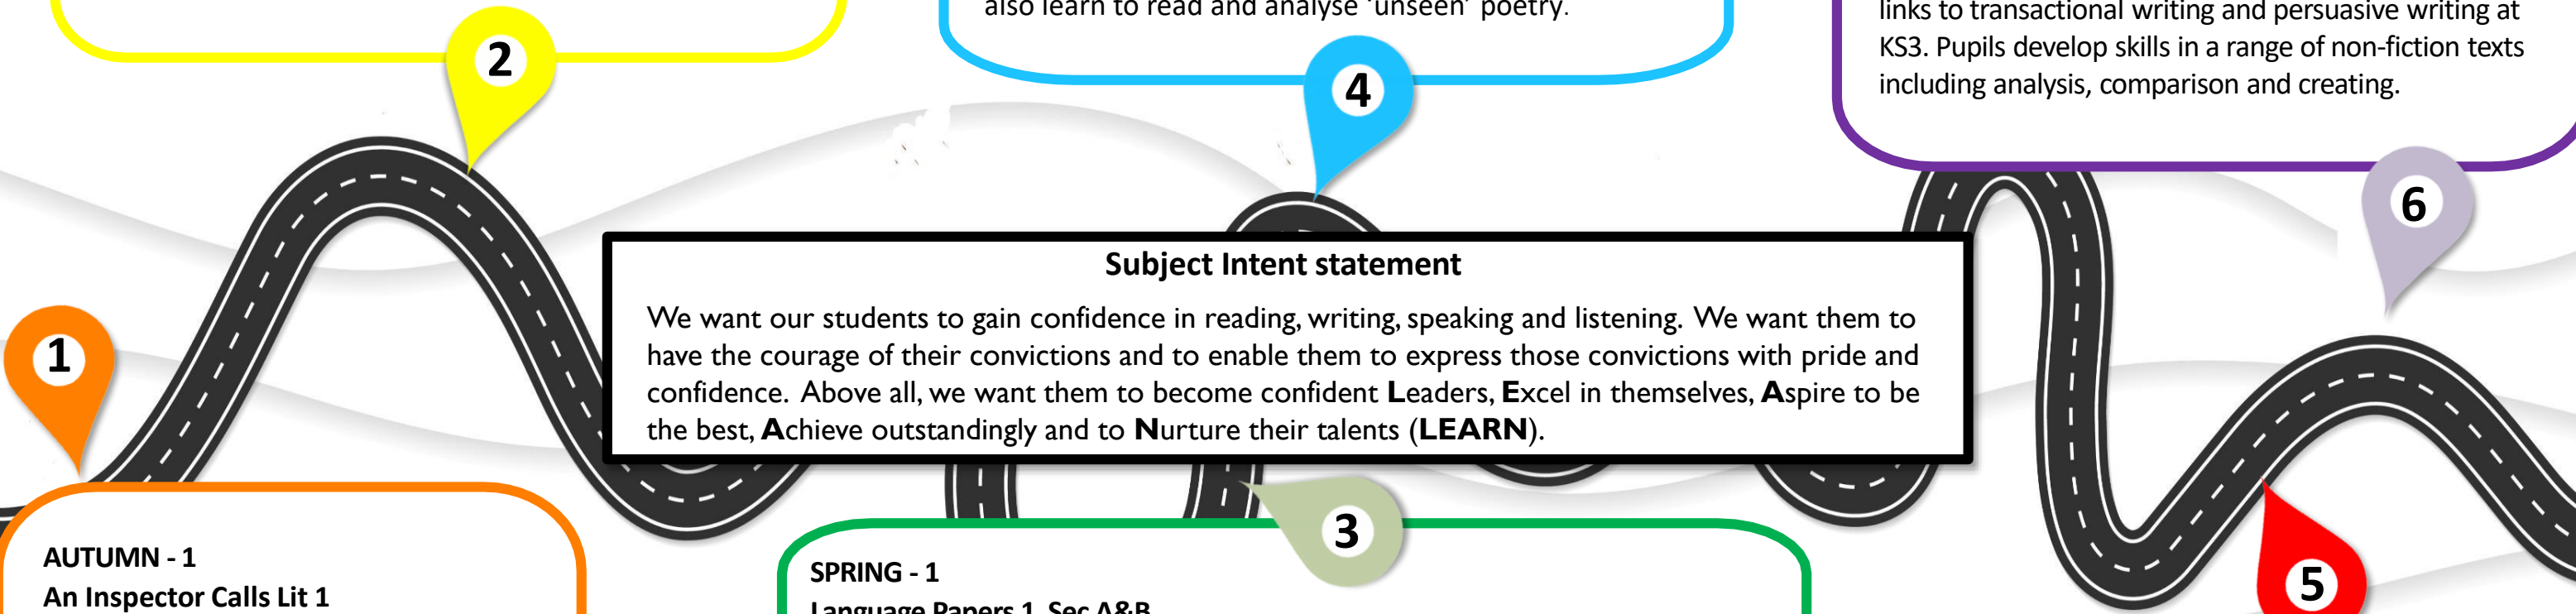 also learn to read and analyse ‘unseen’ poetry.
links to transactional writing and persuasive writing at
KS3. Pupils develop skills in a range of non-fiction texts
including analysis, comparison and creating.
2
4
6
1
Subject Intent statement
We want our students to gain confidence in reading, writing, speaking and listening. We want them to
have the courage of their convictions and to enable them to express those convictions with pride and
confidence. Above all, we want them to become confident Leaders, Excel in themselves, Aspire to be
the best, Achieve outstandingly and to Nurture their talents (LEARN).
3
5
AUTUMN - 1
An Inspector Calls Lit 1
SPRING - 1
Language Papers 1 Sec A&B